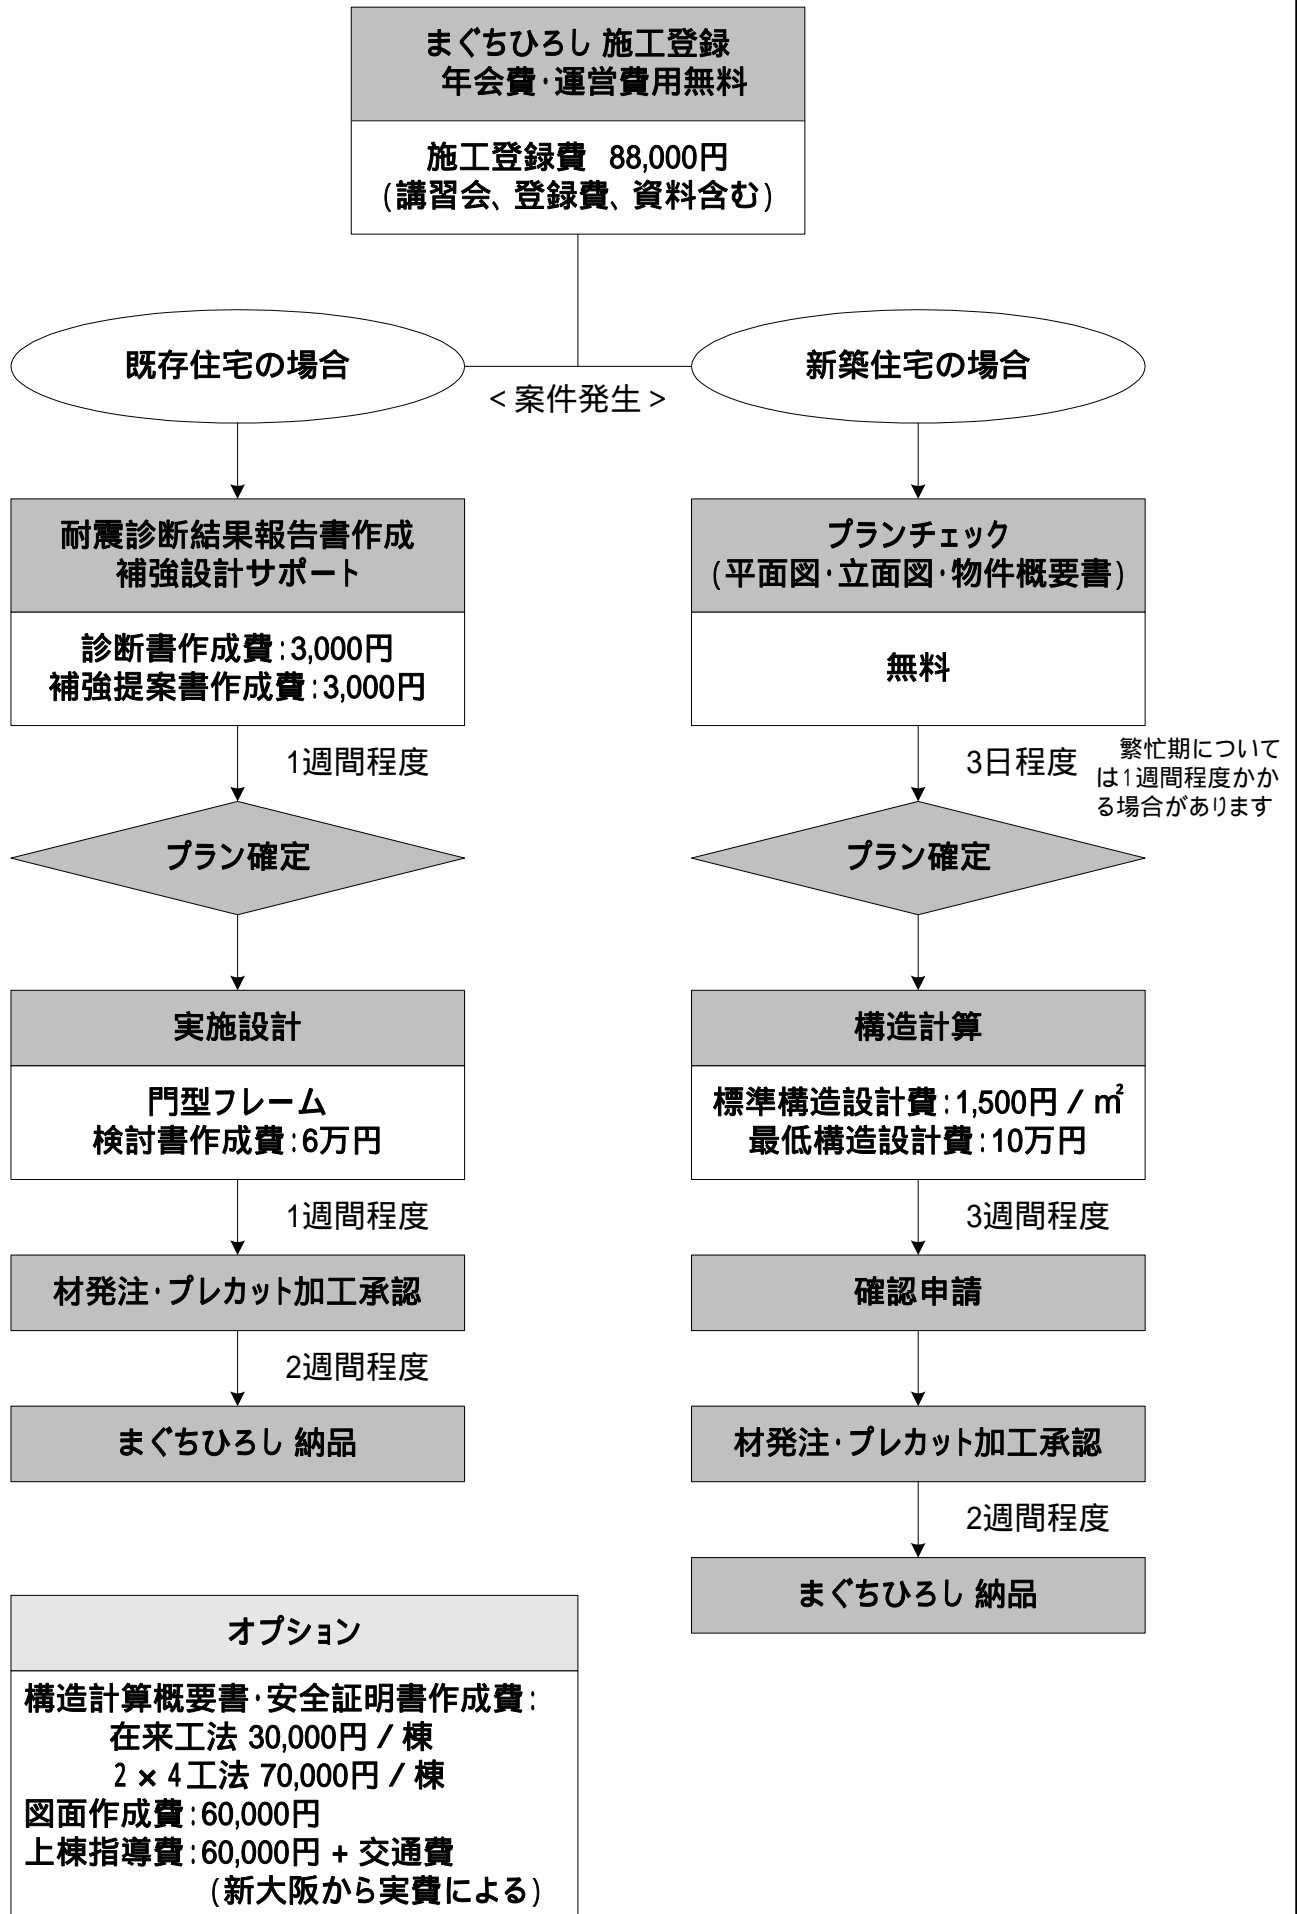 まぐちひろし 施工登録
年会費・運営費用無料
施工登録費 88,000円
(講習会、登録費、資料含む)
既存住宅の場合
新築住宅の場合
<案件発生>
耐震診断結果報告書作成
補強設計サポート
診断書作成費:3,000円
補強提案書作成費:3,000円
1週間程度
プラン確定
実施設計
門型フレーム
検討書作成費:6万円
1週間程度
材発注・プレカット加工承認
2週間程度
まぐちひろし 納品
プランチェック
(平面図・立面図・物件概要書)
無料
3日程度
繁忙期について
は1週間程度かか
る場合があります
プラン確定
構造計算
標準構造設計費:1,500円/㎡
最低構造設計費:10万円
3週間程度
確認申請
材発注・プレカット加工承認
2週間程度
まぐちひろし 納品
オプション
構造計算概要書・安全証明書作成費:
在来工法 30,000円/棟
2×4工法 70,000円/棟
図面作成費:60,000円
上棟指導費:60,000円+交通費
(新大阪から実費による)